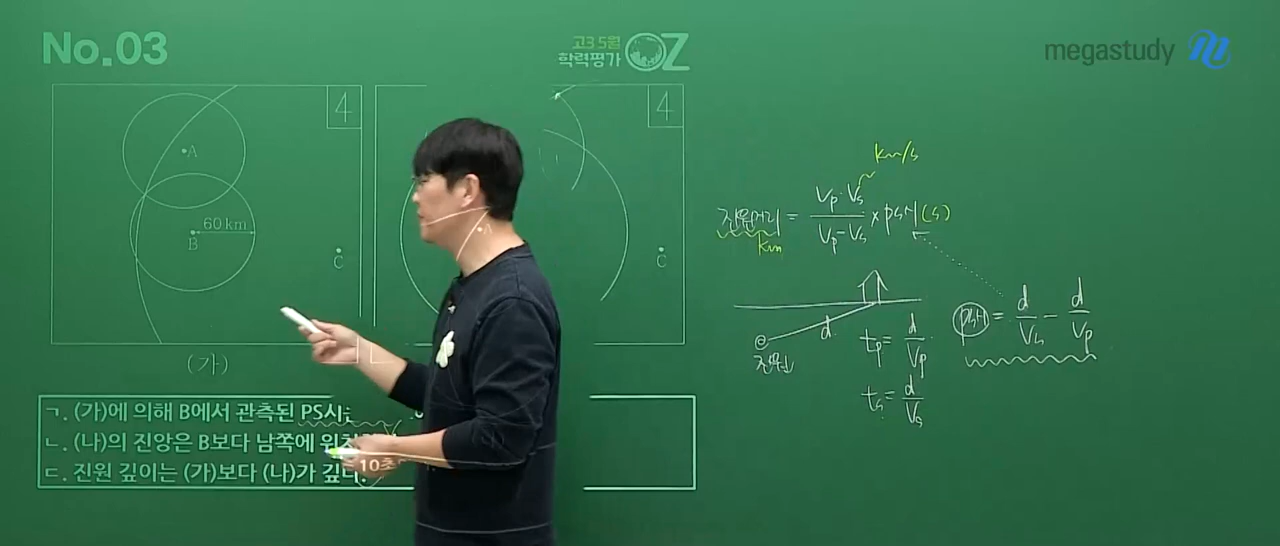 No.03
고3 5월
학력평가 OZ
megastudy
4
A
60 km
B
C
(가)
4
C
ㄱ. (가)에 의해 B에서 관측된 PS시
ㄴ. (나)의 진앙은 B보다 남쪽에 위
10초
ㄷ. 진원 깊이는 (가)보다 (나)가 깊다.
km/s
진원거리 = Vp·Vs / Vp-Vs × PS시 (s)
km
d
진원
tp = d / Vp
ts = d / Vs
PS시 = d / Vs - d / Vp